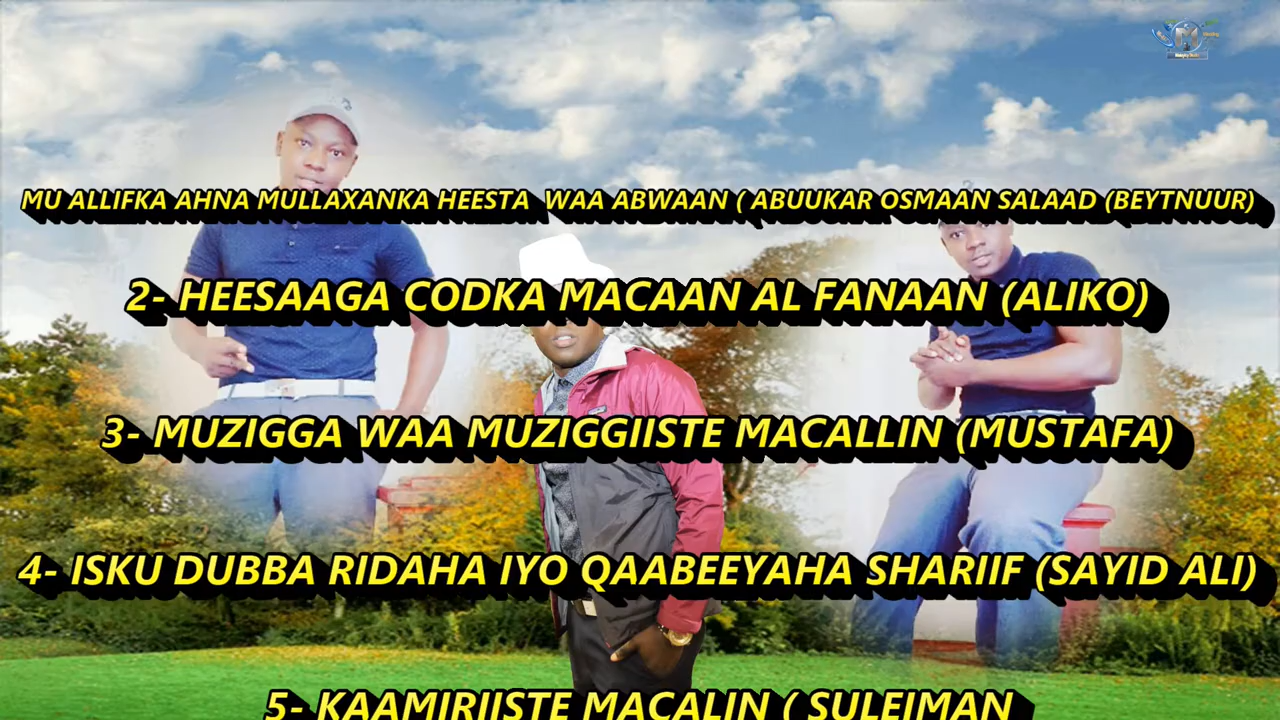 MU ALLIFKA AHNA MULLAXANKA HEESTA WAA ABWAAN ( ABUUKAR OSMAAN SALAAD (BEYTNUUR)
2- HEESAAGA CODKA MACAAN AL FANAAN (ALIKO)
3- MUZIGGA WAA MUZIGGIISTE MACALLIN (MUSTAFA)
4- ISKU DUBBA RIDAHA IYO QAABEEYAHA SHARIIF (SAYID ALI)
5- KAAMIRIISTE MACALIN ( SULEIMAN